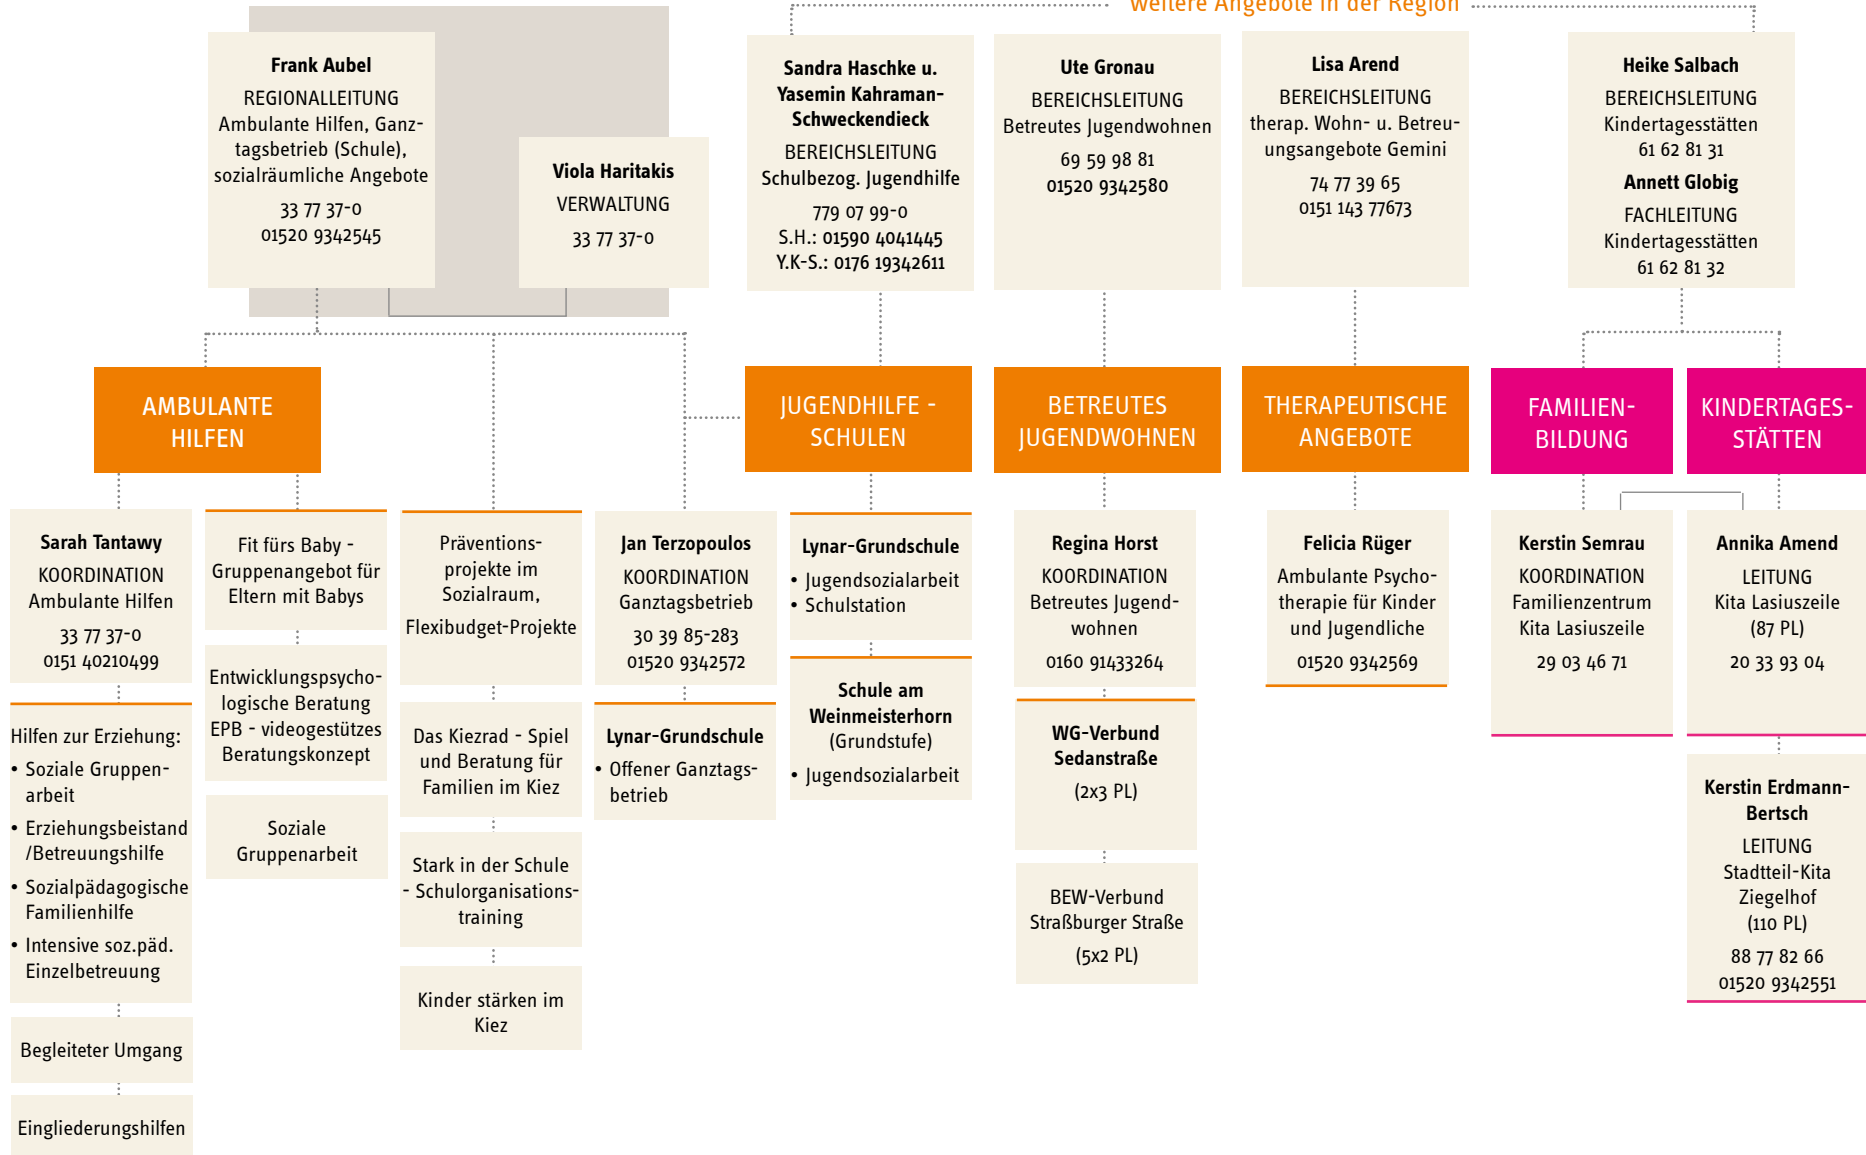 weitere Angebote in der Region
Frank Aubel
REGIONALLEITUNG
Ambulante Hilfen, Ganz-
tagsbetrieb (Schule),
sozialräumliche Angebote
33 77 37-0
01520 9342545
Viola Haritakis
VERWALTUNG
33 77 37-0
Sandra Haschke u.
Yasemin Kahraman-
Schweckendieck
BEREICHSLEITUNG
Schulbezog. Jugendhilfe
779 07 99-0
S.H.: 01590 4041445
Y.K-S.: 0176 19342611
Ute Gronau
BEREICHSLEITUNG
Betreutes Jugendwohnen
69 59 98 81
01520 9342580
Lisa Arend
BEREICHSLEITUNG
therap. Wohn- u. Betreu-
ungsangebote Gemini
74 77 39 65
0151 143 77673
Heike Salbach
BEREICHSLEITUNG
Kindertagesstätten
61 62 81 31
Annett Globig
FACHLEITUNG
Kindertagesstätten
61 62 81 32
AMBULANTE
HILFEN
JUGENDHILFE -
SCHULEN
BETREUTES
JUGENDWOHNEN
THERAPEUTISCHE
ANGEBOTE
FAMILIEN-
BILDUNG
KINDERTAGES-
STÄTTEN
Sarah Tantawy
KOORDINATION
Ambulante Hilfen
33 77 37-0
0151 40210499
Hilfen zur Erziehung:
• Soziale Gruppen-
arbeit
• Erziehungsbeistand
/Betreuungshilfe
• Sozialpädagogische
Familienhilfe
• Intensive soz.päd.
Einzelbetreuung
Begleiteter Umgang
Eingliederungshilfen
Fit fürs Baby -
Gruppenangebot für
Eltern mit Babys
Entwicklungspsycho-
logische Beratung
EPB - videogestützes
Beratungskonzept
Soziale
Gruppenarbeit
Präventions-
projekte im
Sozialraum,
Flexibudget-Projekte
Das Kiezrad - Spiel
und Beratung für
Familien im Kiez
Stark in der Schule
- Schulorganisations-
training
Kinder stärken im
Kiez
Jan Terzopoulos
KOORDINATION
Ganztagsbetrieb
30 39 85-283
01520 9342572
Lynar-Grundschule
• Offener Ganztags-
betrieb
Lynar-Grundschule
• Jugendsozialarbeit
• Schulstation
Schule am
Weinmeisterhorn
(Grundstufe)
• Jugendsozialarbeit
Regina Horst
KOORDINATION
Betreutes Jugend-
wohnen
0160 91433264
WG-Verbund
Sedanstraße
(2x3 PL)
BEW-Verbund
Straßburger Straße
(5x2 PL)
Felicia Rüger
Ambulante Psycho-
therapie für Kinder
und Jugendliche
01520 9342569
Kerstin Semrau
KOORDINATION
Familienzentrum
Kita Lasiuszeile
29 03 46 71
Annika Amend
LEITUNG
Kita Lasiuszeile
(87 PL)
20 33 93 04
Kerstin Erdmann-
Bertsch
LEITUNG
Stadtteil-Kita
Ziegelhof
(110 PL)
88 77 82 66
01520 9342551